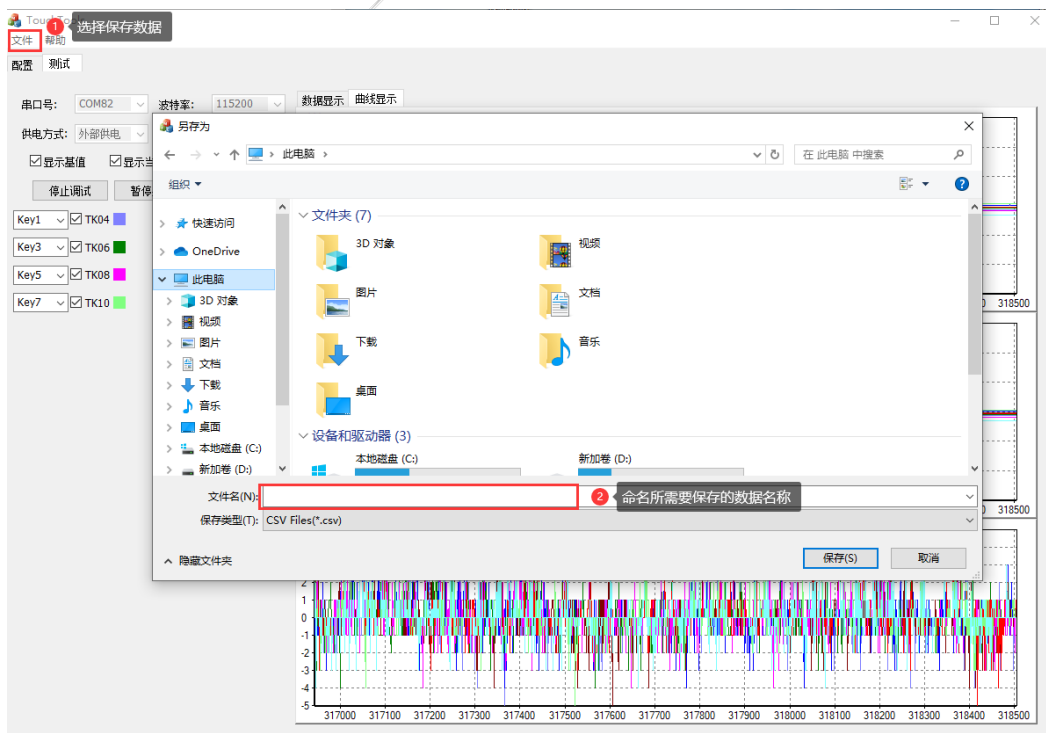 Tou
1 选择保存数据
文件 帮助
配置 测试
串口号: COM82 波特率: 115200 数据显示 曲线显示
供电方式: 外部供电
显示基值 显示当
停止调试 暂停
Key1 TK04
Key3 TK06
Key5 TK08
Key7 TK10
另存为
此电脑
在 此电脑 中搜索
组织
快速访问
OneDrive
此电脑
3D 对象
视频
图片
文档
下载
音乐
桌面
本地磁盘 (C:)
新加卷 (D:)
文件夹 (7)
3D 对象 视频
图片 文档
下载 音乐
桌面
设备和驱动器 (3)
本地磁盘 (C:) 新加卷 (D:)
文件名(N): 2 命名所需要保存的数据名称
保存类型(T): CSV Files(*.csv)
隐藏文件夹 保存(S) 取消
318500
318500
2
1
0
-1
-2
-3
-4
-5
317000 317100 317200 317300 317400 317500 317600 317700 317800 317900 318000 318100 318200 318300 318400 318500